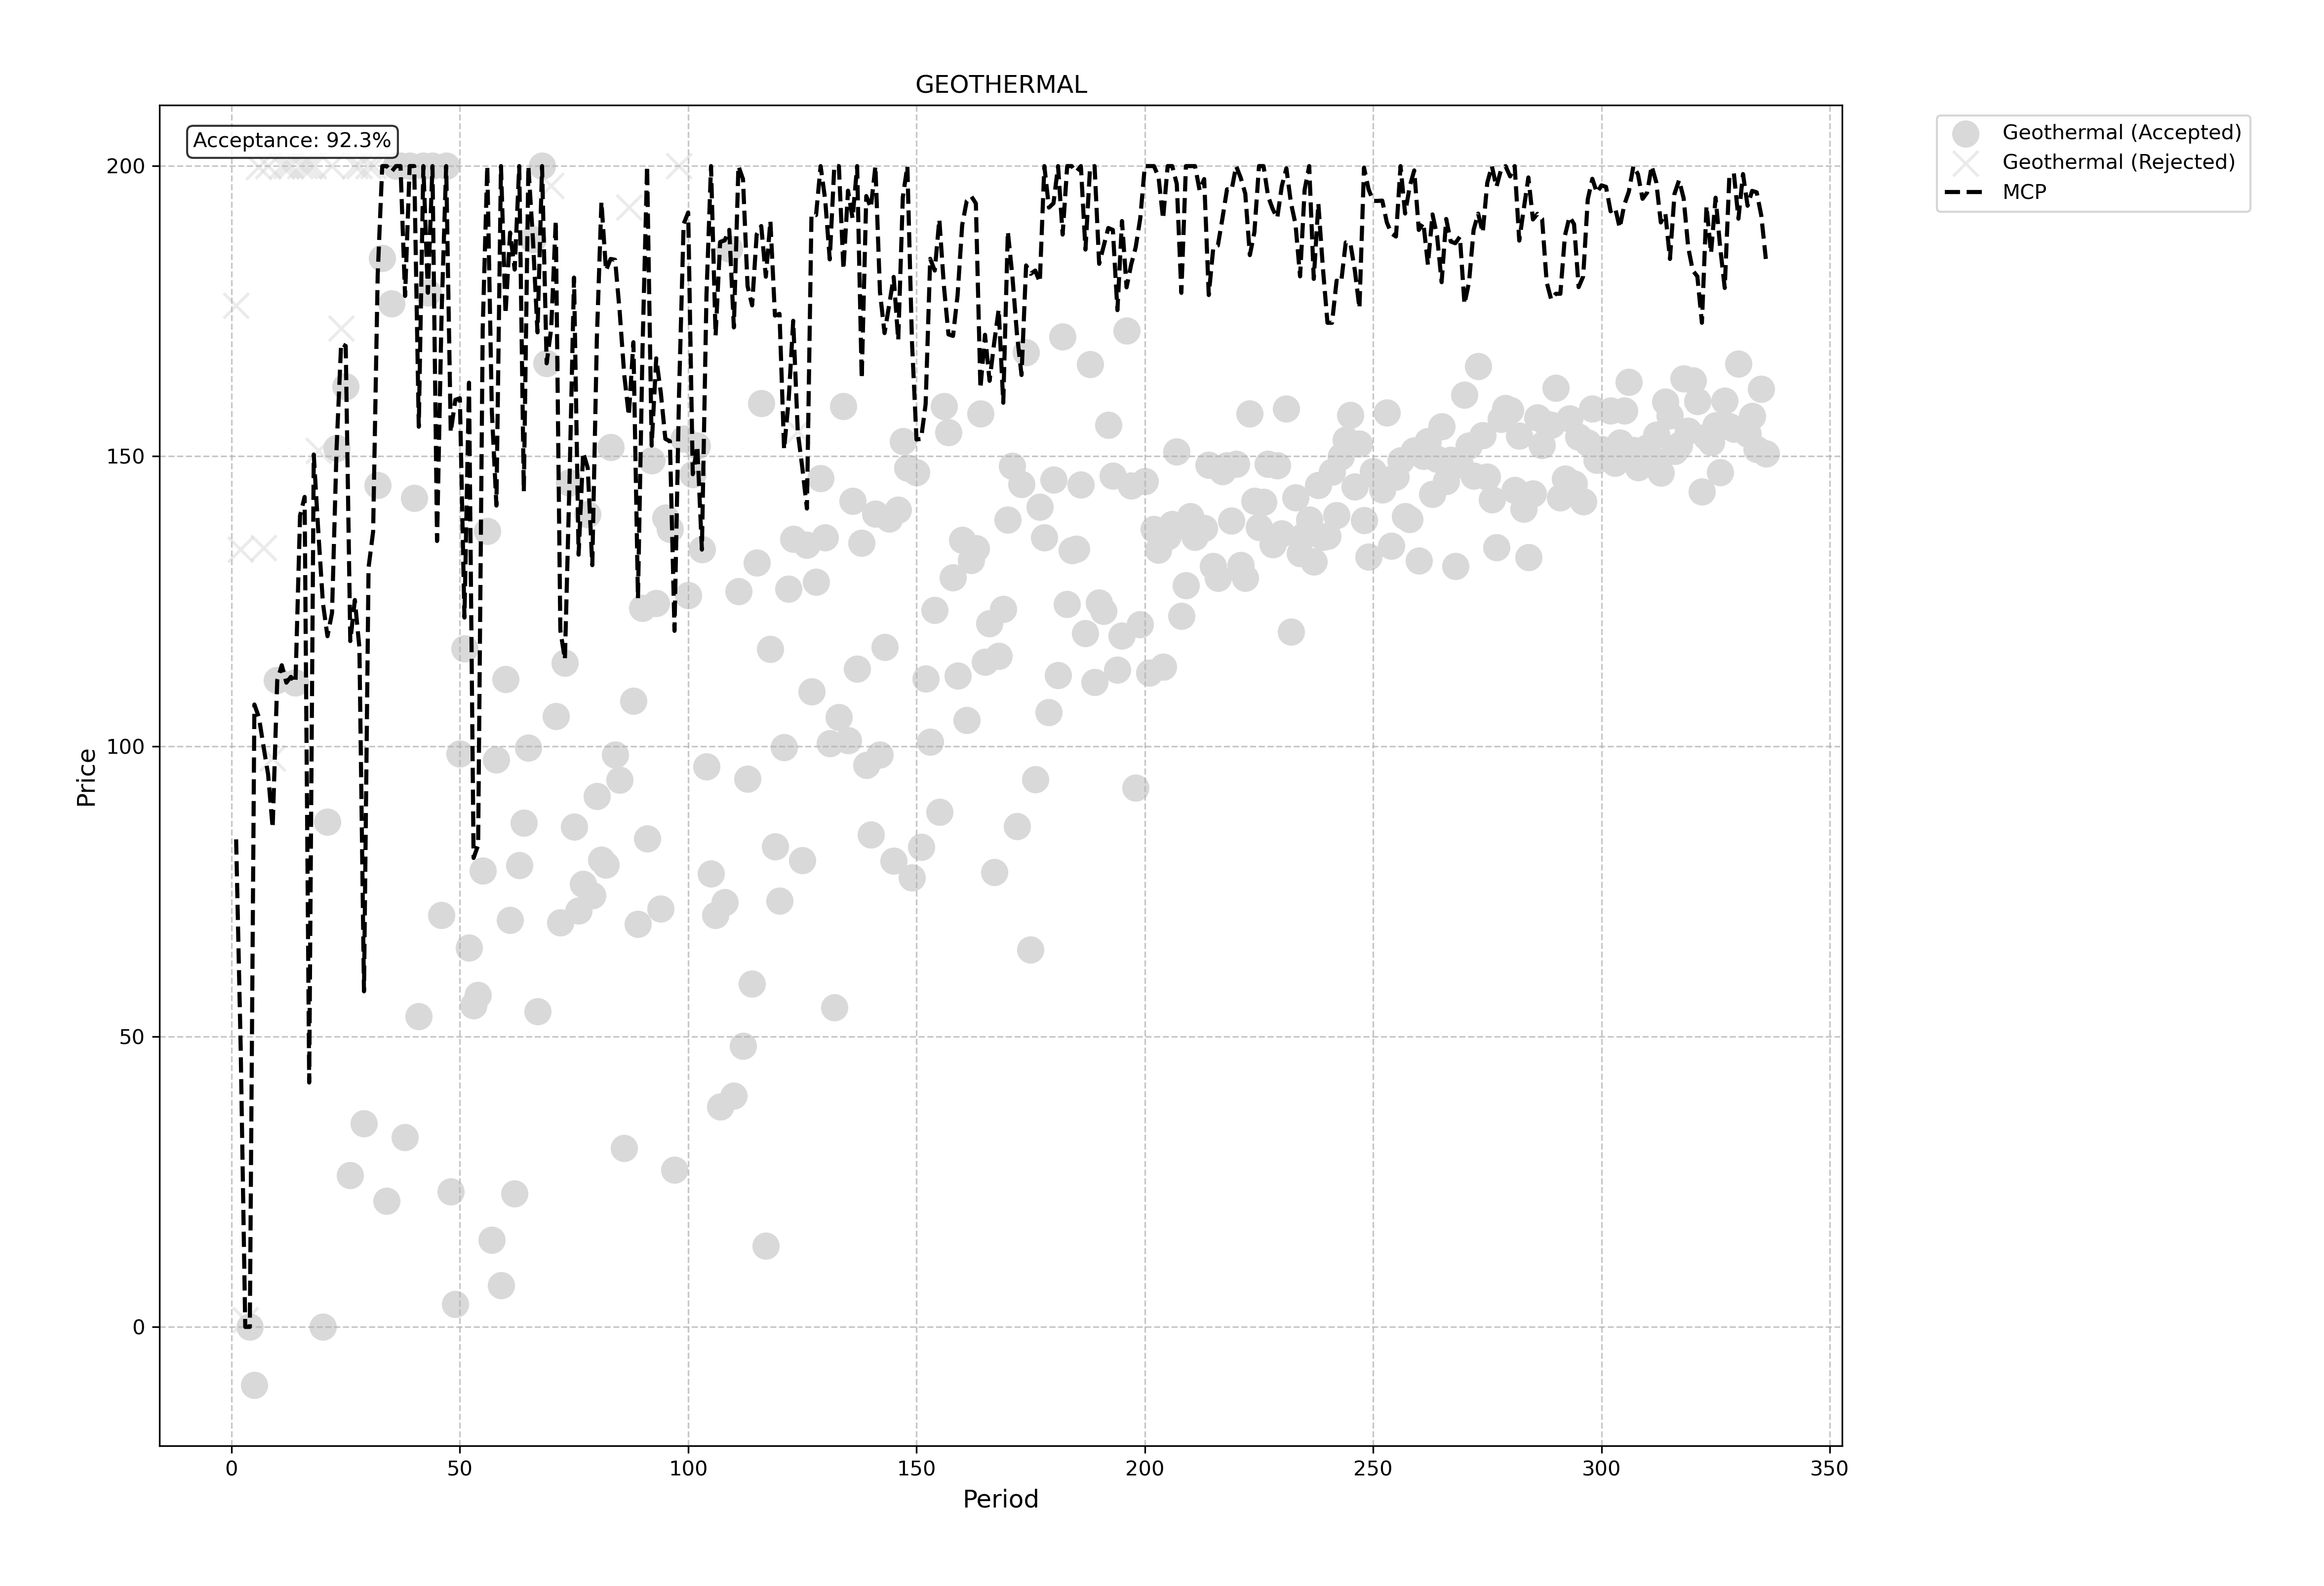 GEOTHERMAL
Acceptance: 92.3%
Geothermal (Accepted)
Geothermal (Rejected)
MCP
Price
200
150
100
50
0
0
50
100
150
200
250
300
350
Period